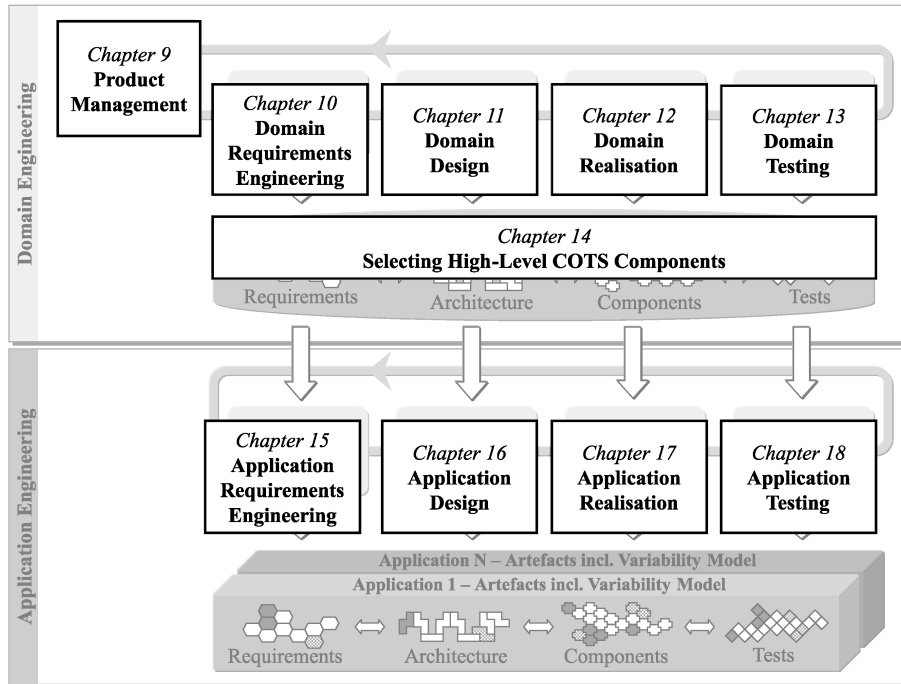 Domain Engineering
Chapter 9
Product
Management
Chapter 10
Domain
Requirements
Engineering
Chapter 11
Domain
Design
Chapter 12
Domain
Realisation
Chapter 13
Domain
Testing
Chapter 14
Selecting High-Level COTS Components
Requirements
Architecture
Components
Tests
Application Engineering
Chapter 15
Application
Requirements
Engineering
Chapter 16
Application
Design
Chapter 17
Application
Realisation
Chapter 18
Application
Testing
Application N – Artefacts incl. Variability Model
Application 1 – Artefacts incl. Variability Model
Requirements
Architecture
Components
Tests